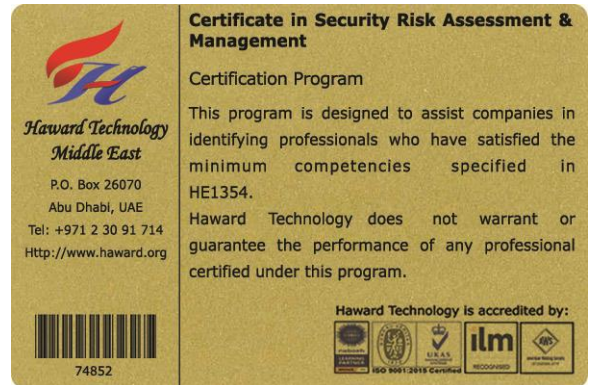 Haward Technology
Middle East
P.O. Box 26070
Abu Dhabi, UAE
Tel: +971 2 30 91 714
Http://www.haward.org
74852
Certificate in Security Risk Assessment &
Management
Certification Program
This program is designed to assist companies in
identifying professionals who have satisfied the
minimum competencies specified in
HE1354.
Haward Technology does not warrant or
guarantee the performance of any professional
certified under this program.
Haward Technology is accredited by:
UKAS
ilm
RECOGNISED
ISO 9001:2015 Certified